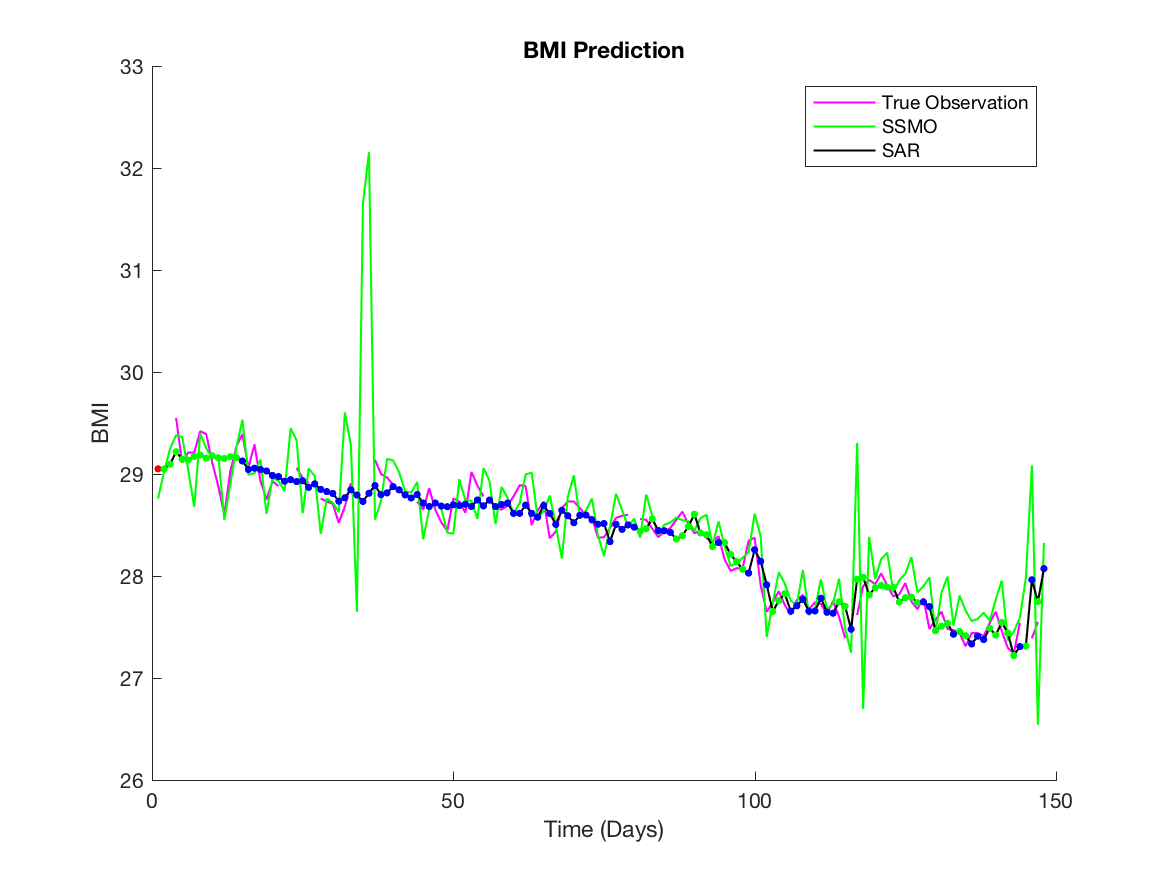 BMI Prediction
33
32
31
30
29
28
27
26
BMI
True Observation
SSMO
SAR
0
50
100
150
Time (Days)